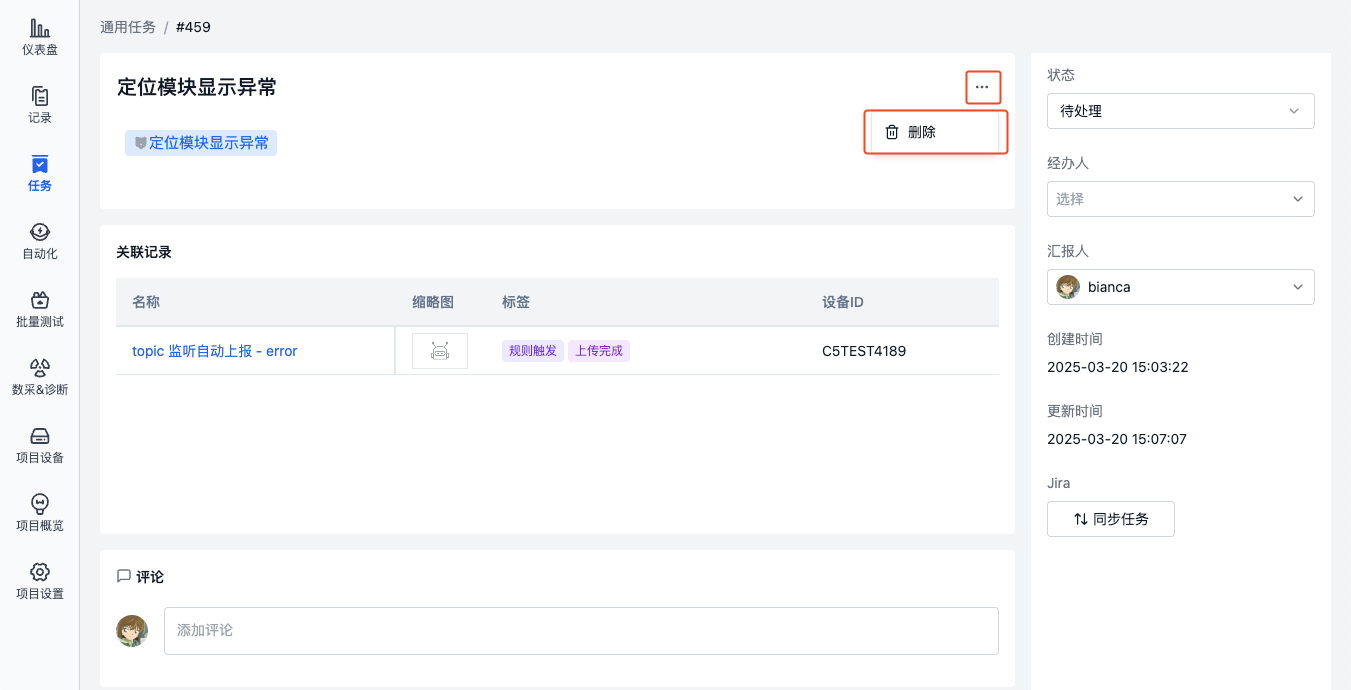 仪表盘
记录
任务
自动化
批量测试
数采&诊断
项目设备
项目概览
项目设置
通用任务 / #459
定位模块显示异常
...
删除
定位模块显示异常
关联记录
名称 缩略图 标签 设备ID
topic 监听自动上报 - error 规则触发 上传完成 C5TEST4189
评论
添加评论
状态
待处理
经办人
选择
汇报人
bianca
创建时间
2025-03-20 15:03:22
更新时间
2025-03-20 15:07:07
Jira
同步任务